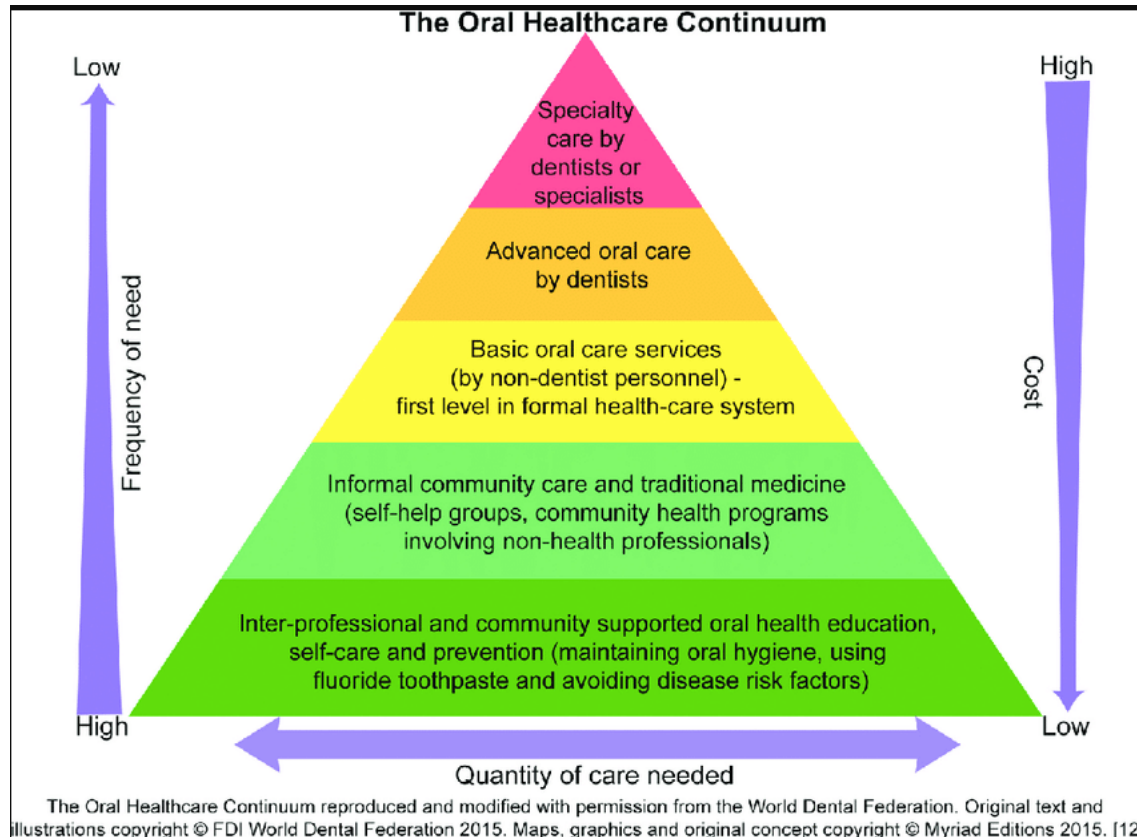 The Oral Healthcare Continuum
Low
High
Specialty
care by
dentists or
specialists
Advanced oral care
by dentists
Frequency of need
Basic oral care services
(by non-dentist personnel) -
first level in formal health-care system
Cost
Informal community care and traditional medicine
(self-help groups, community health programs
involving non-health professionals)
Inter-professional and community supported oral health education,
self-care and prevention (maintaining oral hygiene, using
fluoride toothpaste and avoiding disease risk factors)
High
Low
Quantity of care needed
The Oral Healthcare Continuum reproduced and modified with permission from the World Dental Federation. Original text and
illustrations copyright © FDI World Dental Federation 2015. Maps, graphics and original concept copyright © Myriad Editions 2015. [12